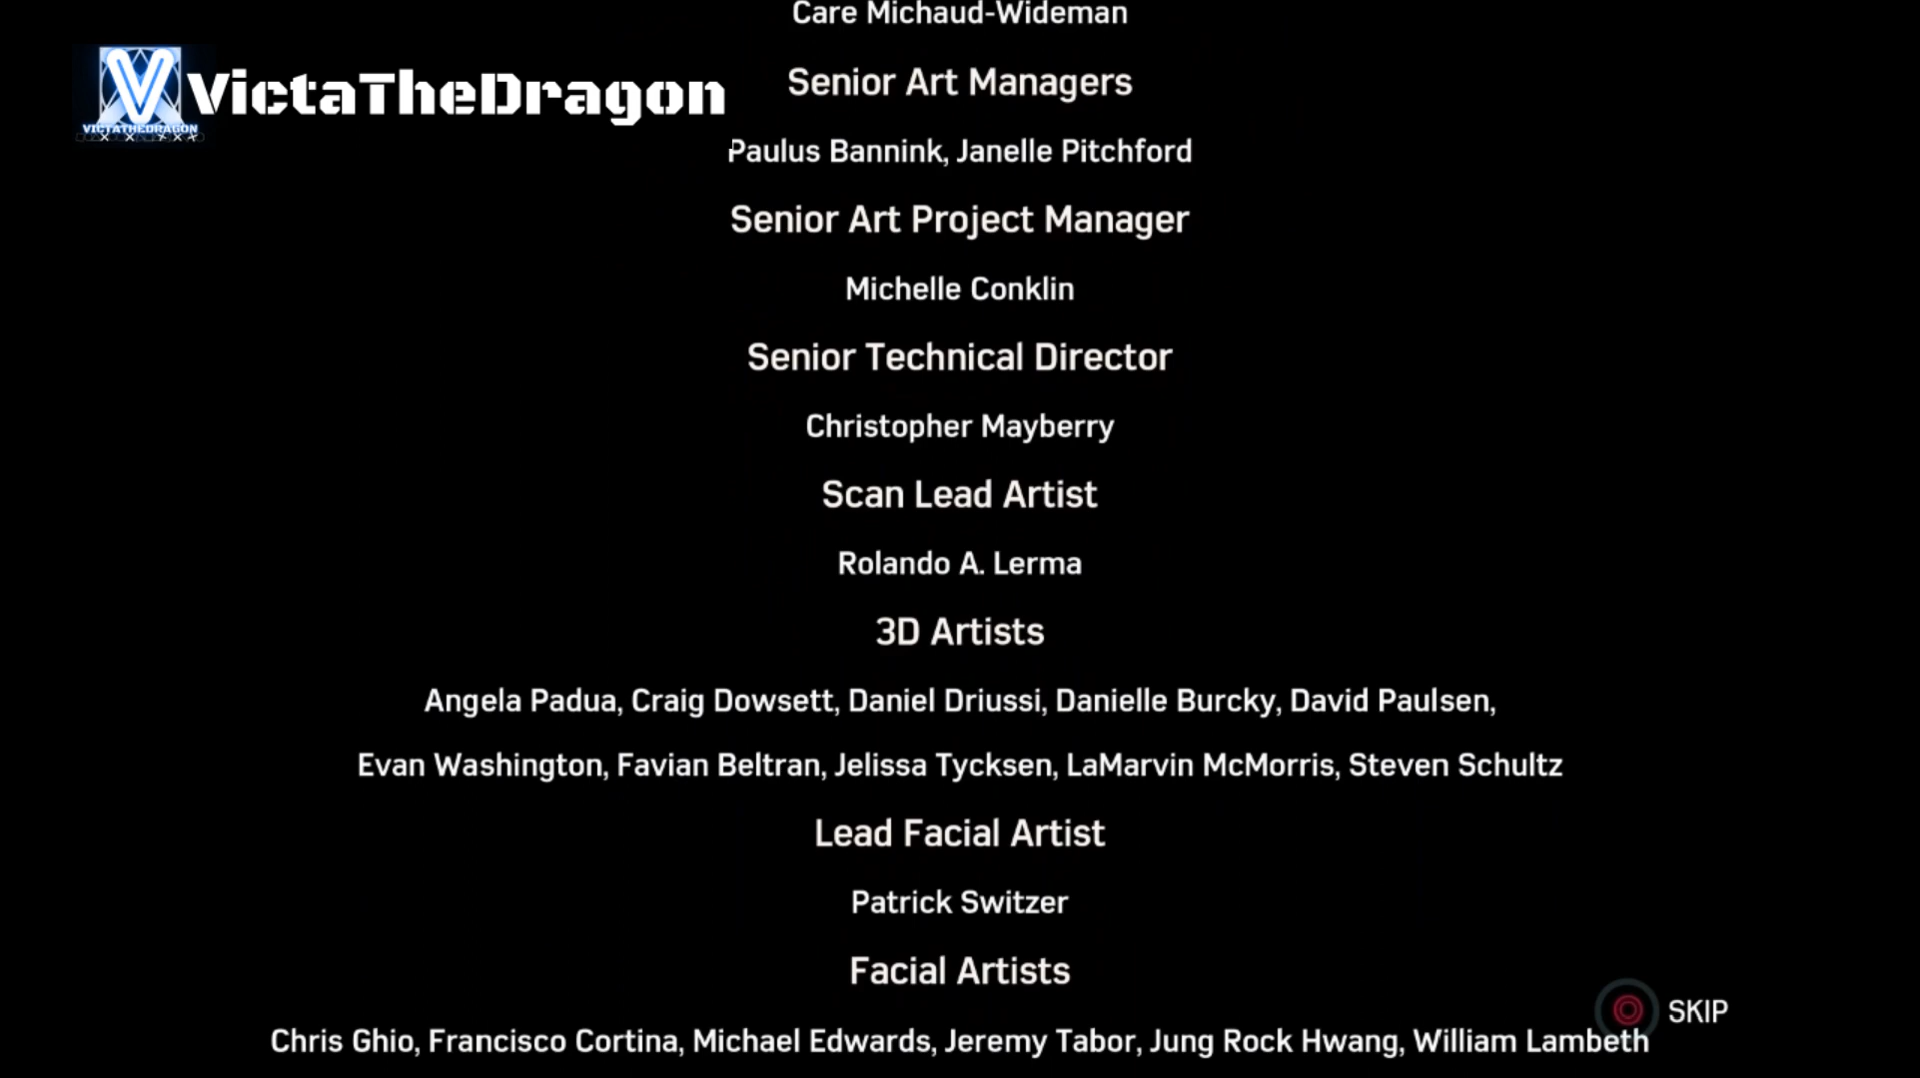 Care Michaud-Wideman
VictaTheDragon
VICTATHEDRAGON
Senior Art Managers
Paulus Bannink, Janelle Pitchford
Senior Art Project Manager
Michelle Conklin
Senior Technical Director
Christopher Mayberry
Scan Lead Artist
Rolando A. Lerma
3D Artists
Angela Padua, Craig Dowsett, Daniel Driussi, Danielle Burcky, David Paulsen,
Evan Washington, Favian Beltran, Jelissa Tycksen, LaMarvin McMorris, Steven Schultz
Lead Facial Artist
Patrick Switzer
Facial Artists
SKIP
Chris Ghio, Francisco Cortina, Michael Edwards, Jeremy Tabor, Jung Rock Hwang, William Lambeth